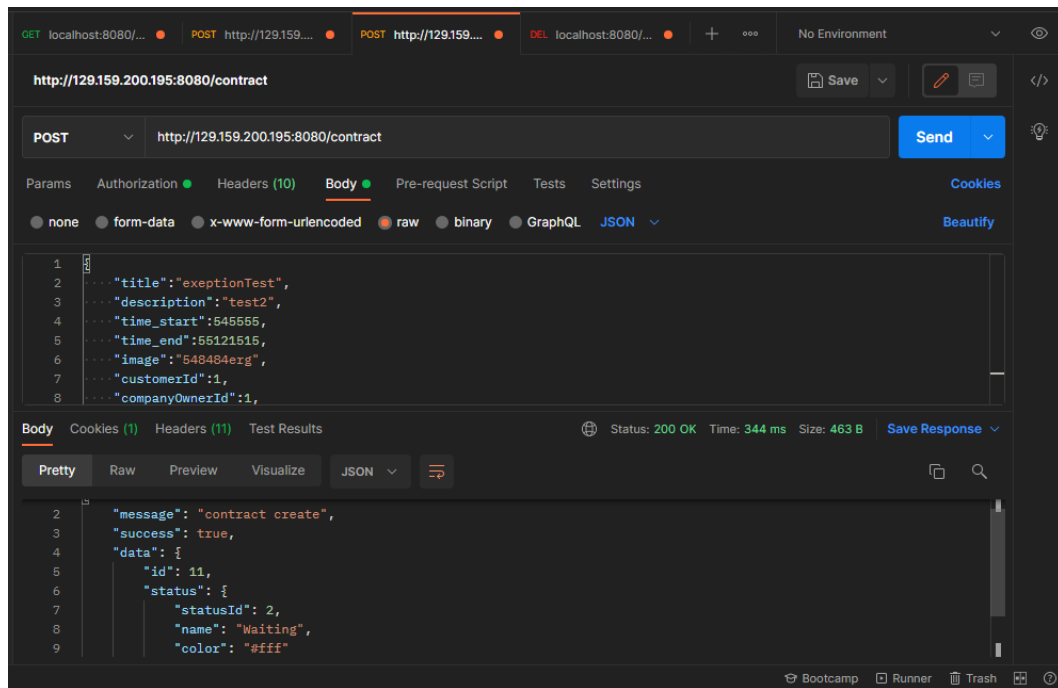 GET localhost:8080/... POST http://129.159.... POST http://129.159.... DEL localhost:8080/... + ooo No Environment
http://129.159.200.195:8080/contract Save </>
POST http://129.159.200.195:8080/contract Send
Params Authorization Headers (10) Body Pre-request Script Tests Settings Cookies
none form-data x-www-form-urlencoded raw binary GraphQL JSON Beautify
1 {
2 "title":"exeptionTest",
3 "description":"test2",
4 "time_start":545555,
5 "time_end":55121515,
6 "image":"548484erg",
7 "customerId":1,
8 "companyOwnerId":1,
Body Cookies (1) Headers (11) Test Results Status: 200 OK Time: 344 ms Size: 463 B Save Response
Pretty Raw Preview Visualize JSON
2 "message": "contract create",
3 "success": true,
4 "data": {
5 "id": 11,
6 "status": {
7 "statusId": 2,
8 "name": "Waiting",
9 "color": "#fff"
Bootcamp Runner Trash